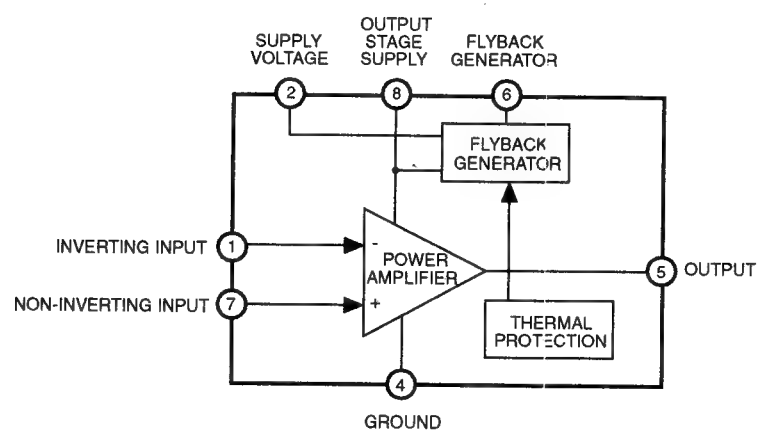 SUPPLY
VOLTAGE
OUTPUT
STAGE
SUPPLY
FLYBACK
GENERATOR
2
8
6
FLYBACK
GENERATOR
INVERTING INPUT
1
-
POWER
AMPLIFIER
5
OUTPUT
NON-INVERTING INPUT
7
+
THERMAL
PROTECTION
4
GROUND